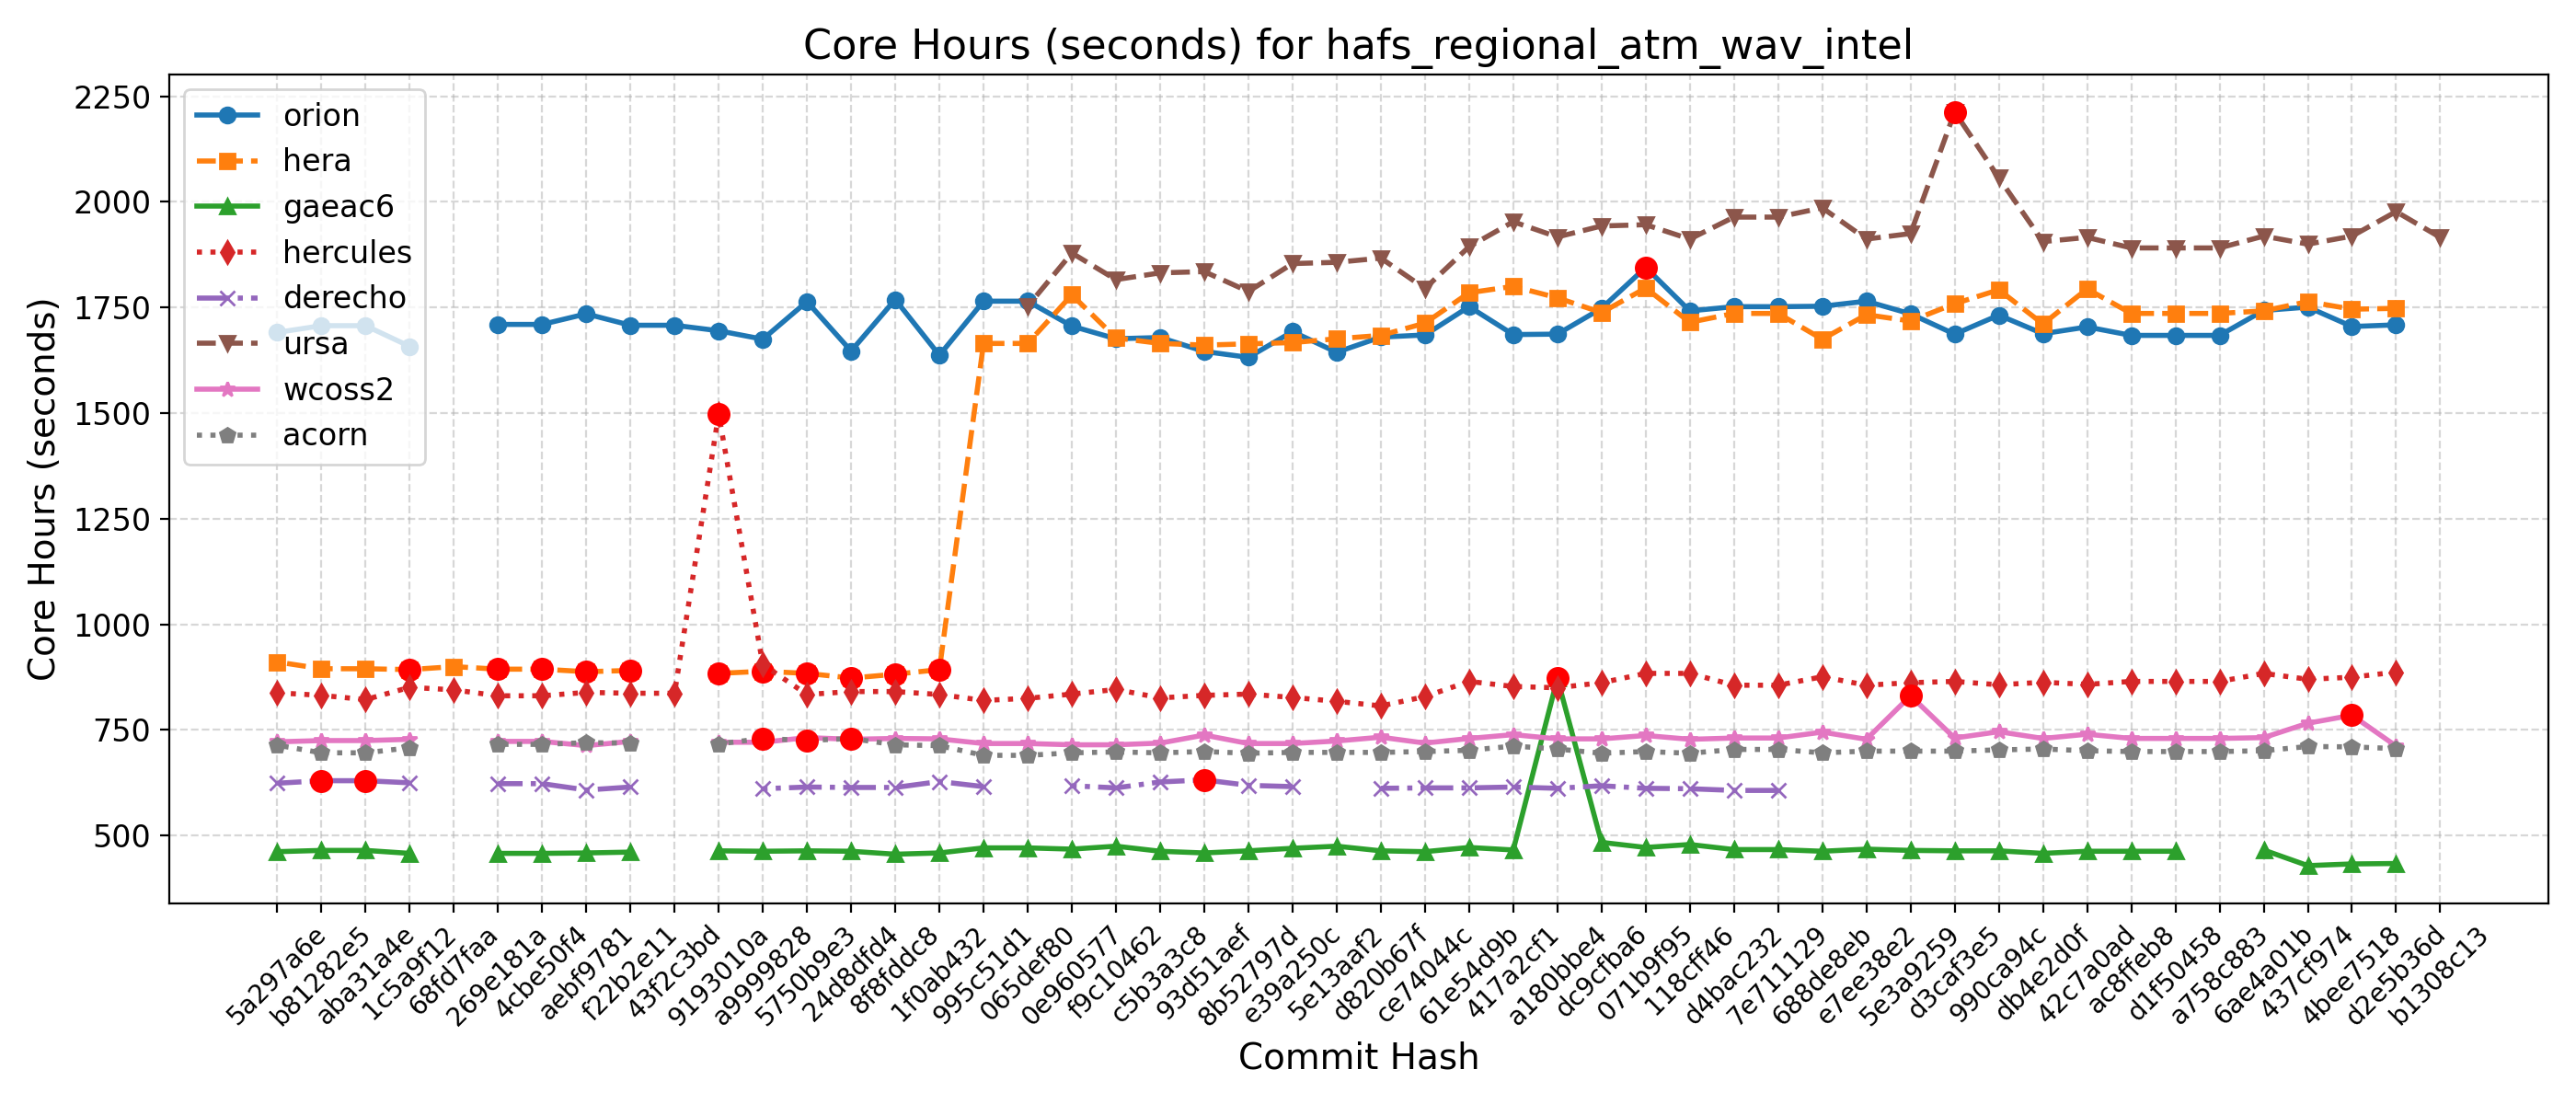 Core Hours (seconds) for hafs_regional_atm_wav_intel
Core Hours (seconds)
2250
2000
1750
1500
1250
1000
750
500
orion
hera
gaeac6
hercules
derecho
ursa
wcoss2
acorn
5a297a6e
b81282e5
aba31a4e
1c5a9f12
68fd7faa
269e181a
4cbe50f4
aebf9781
f22b2e11
43f2c3bd
9193010a
a9999828
5750b9e3
24d8dfd4
8f8fddc8
1f0ab432
995c51d1
065def80
0e960577
f9c10462
c5b3a3c8
93d51aef
8b52797d
e39a250c
5e13aaf2
d820b67f
ce74044c
61e54d9b
417a2cf1
a180bbe4
dc9cfba6
071b9f95
118cff46
d4bac232
7e711129
688de8eb
e7ee38e2
5e3a9259
d3caf3e5
990ca94c
db4e2d0f
42c7a0ad
ac8ffeb8
d1f50458
a758c883
6ae4a01b
437cf974
4bee7518
d2e5b36d
b1308c13
Commit Hash